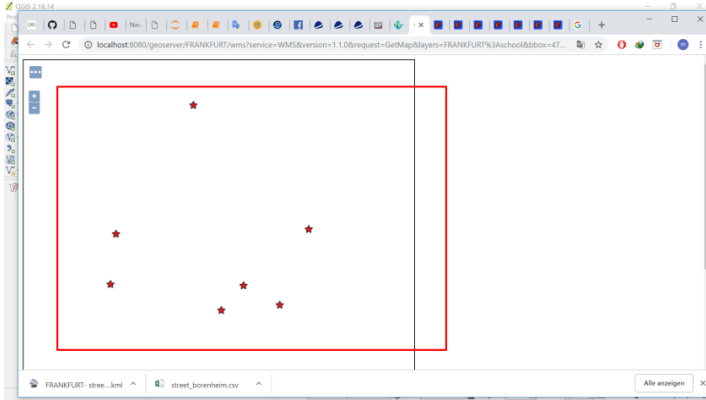 QGIS 2.18.14
localhost:8080/geoserver/FRANKFURT/wms?service=WMS&version=1.1.0&request=GetMap&layers=FRANKFURT%3Aschool&bbox=47...
FRANKFURT- stree....kml
street_borenheim.csv
Alle anzeigen